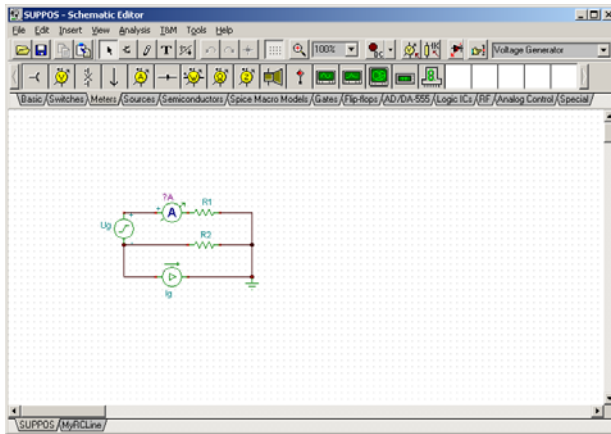 SUPPOS - Schematic Editor
File Edit Insert View Analysis T&M Tools Help
100%
Voltage Generator
Basic Switches Meters Sources Semiconductors Spice Macro Models Gates Flip-flops AD/DA-555 Logic ICs RF Analog Control Special
?A
A
R1
Ug
R2
Ig
SUPPOS MyRCLine